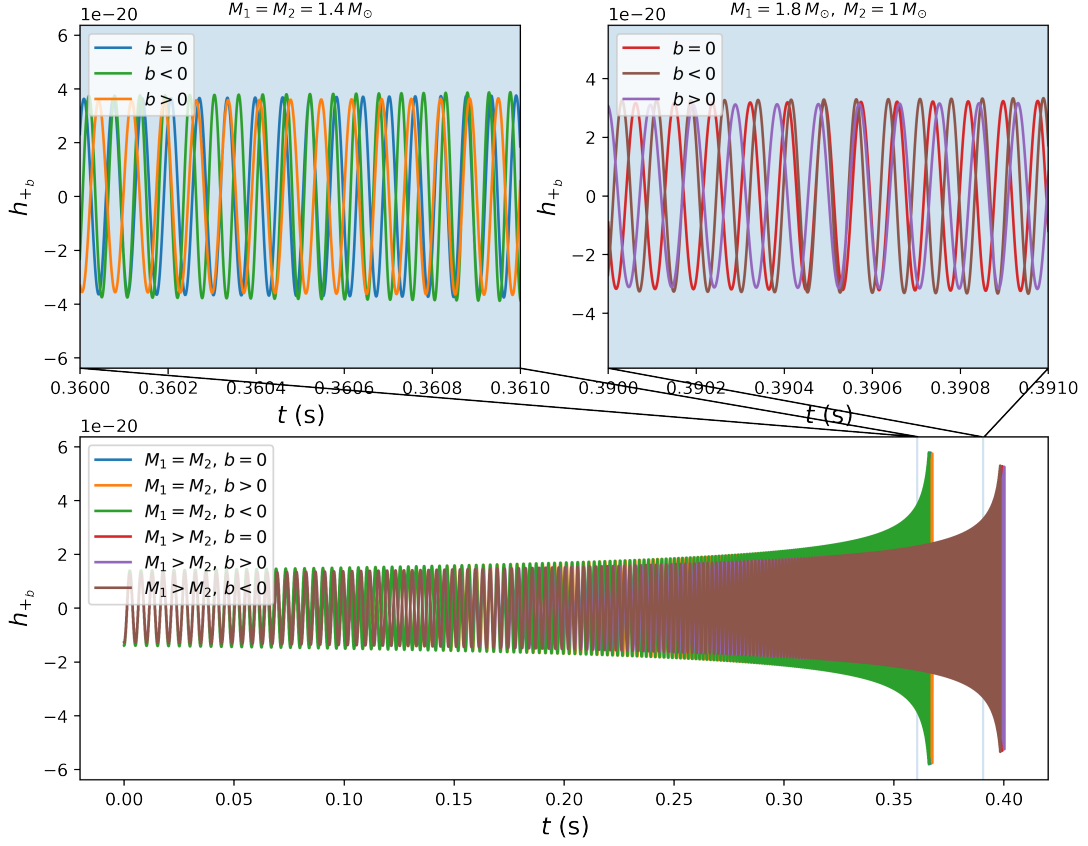 M₁ = M₂ = 1.4 M⊙
1e−20
6
4
2
0
−2
−4
−6
h₊b
b = 0
b < 0
b > 0
0.3600 0.3602 0.3604 0.3606 0.3608 0.3610
t (s)
M₁ = 1.8 M⊙, M₂ = 1 M⊙
1e−20
4
2
0
−2
−4
h₊b
b = 0
b < 0
b > 0
0.3900 0.3902 0.3904 0.3906 0.3908 0.3910
t (s)
1e−20
6
4
2
0
−2
−4
−6
h₊b
M₁ = M₂, b = 0
M₁ = M₂, b > 0
M₁ = M₂, b < 0
M₁ > M₂, b = 0
M₁ > M₂, b > 0
M₁ > M₂, b < 0
0.00 0.05 0.10 0.15 0.20 0.25 0.30 0.35 0.40
t (s)